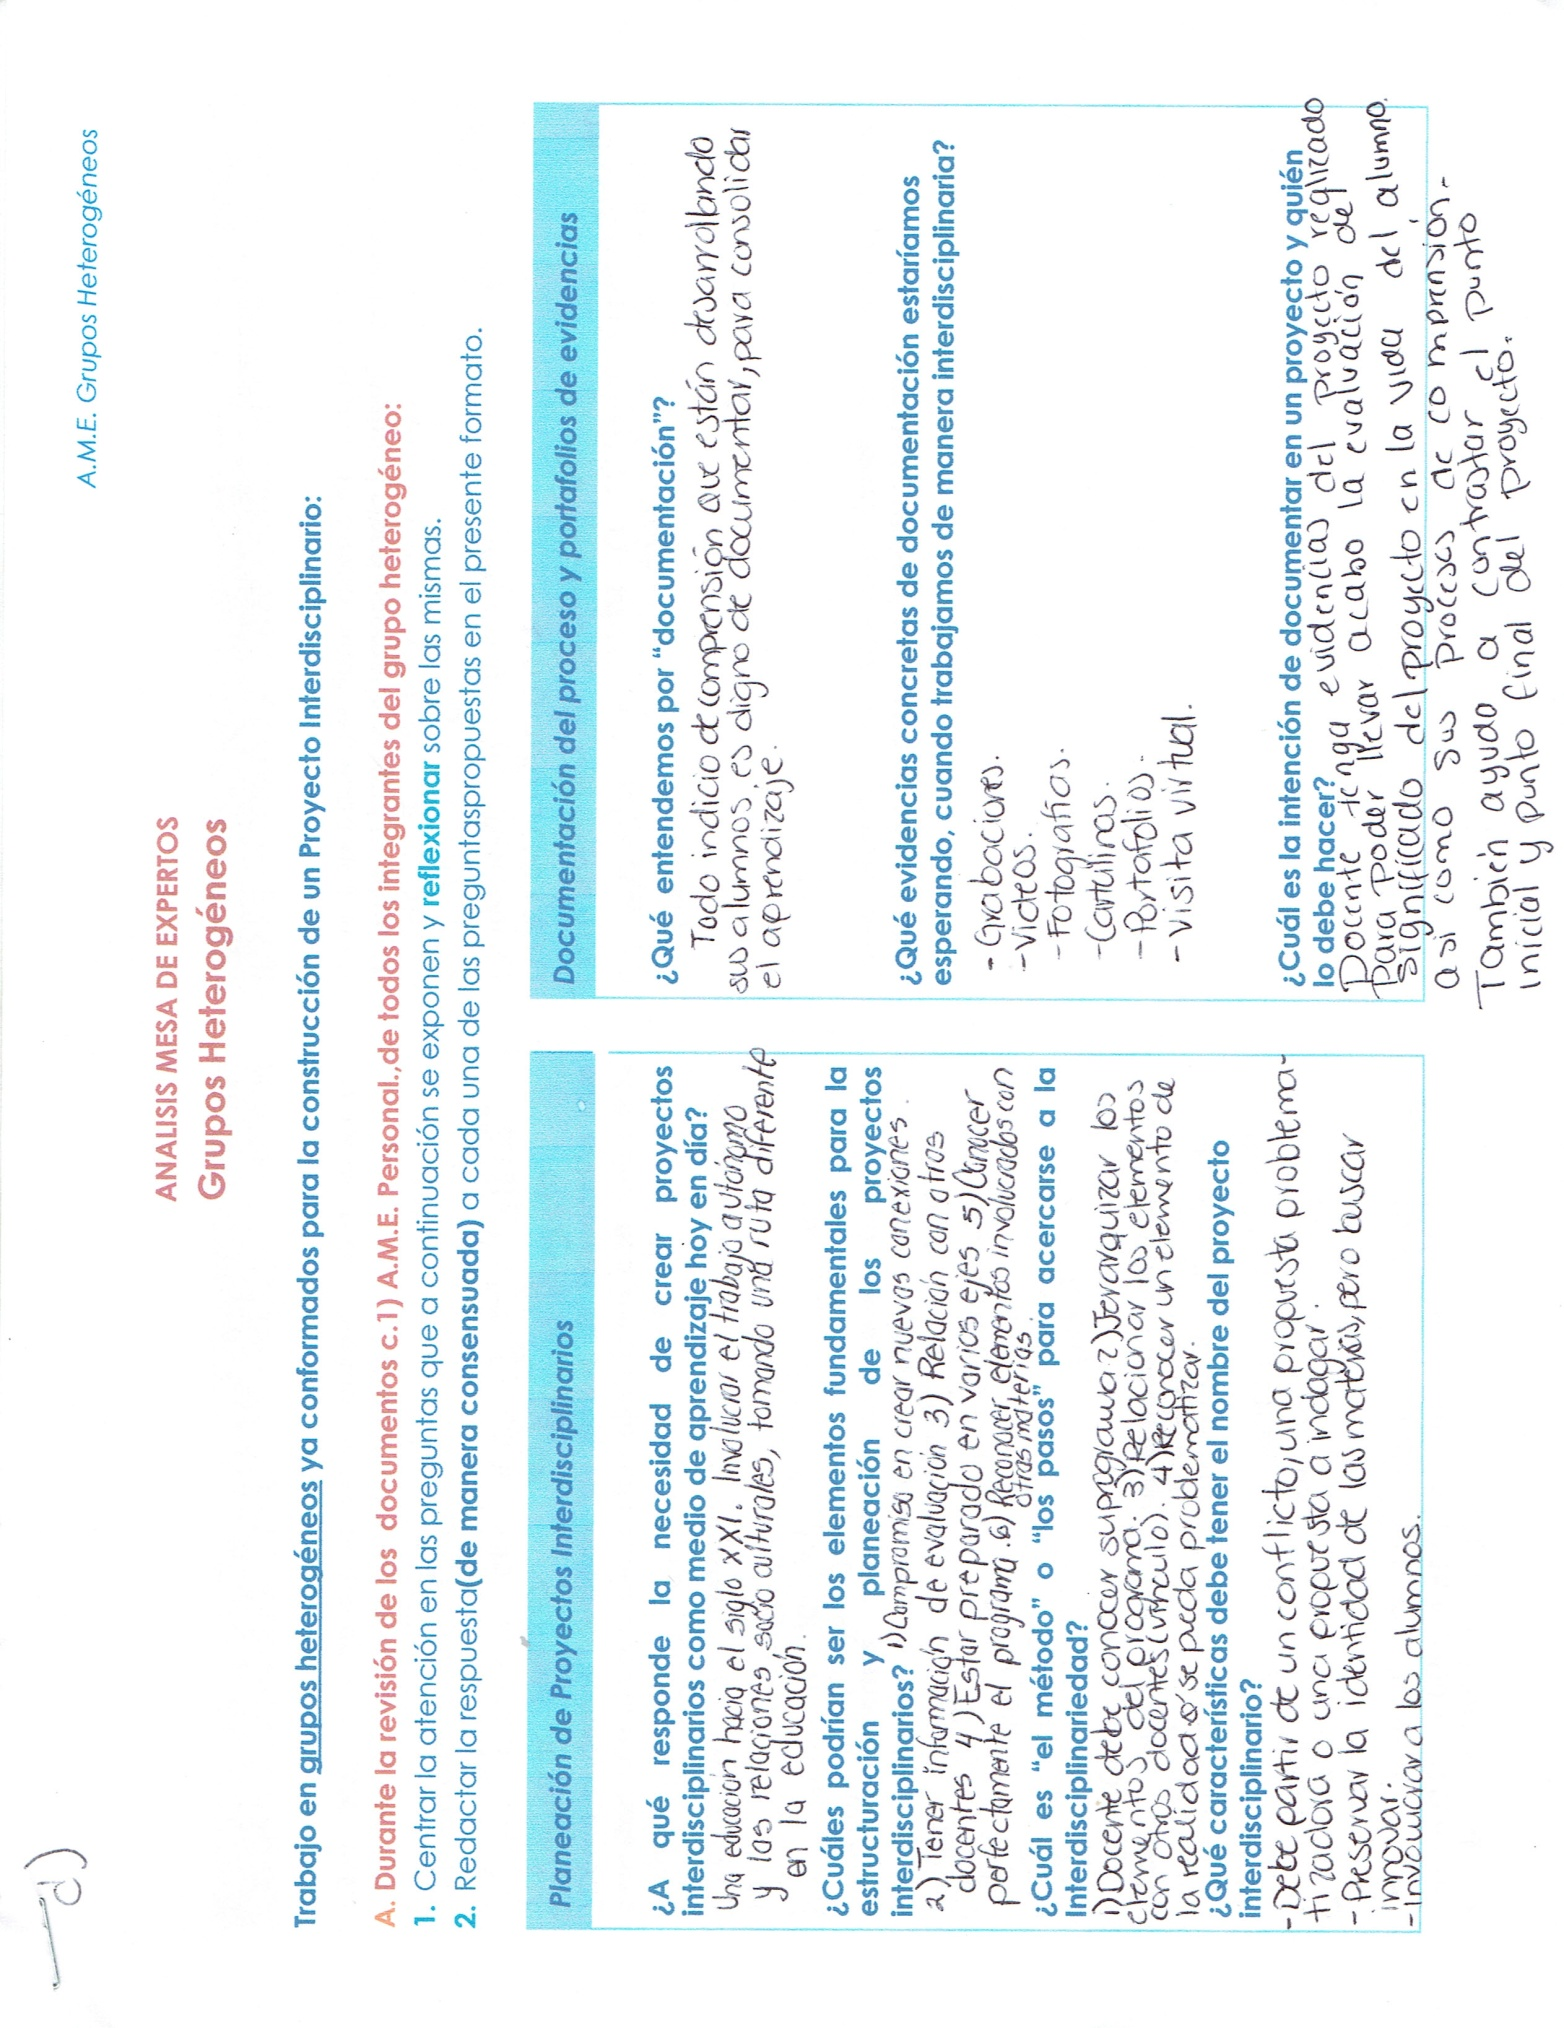 A.M.E. Grupos Heterogéneos
ANALISIS MESA DE EXPERTOS
Grupos Heterogéneos
Trabajo en grupos heterogéneos ya conformados para la construcción de un Proyecto Interdisciplinario:
A. Durante la revisión de los documentos c.1) A.M.E. Personal.,de todos los integrantes del grupo heterogéneo:
1. Centrar la atención en las preguntas que a continuación se exponen y reflexionar sobre las mismas.
2. Redactar la respuesta(de manera consensuada) a cada una de las preguntaspropuestas en el presente formato.
Planeación de Proyectos Interdisciplinarios
¿A qué responde la necesidad de crear proyectos
interdisciplinarios como medio de aprendizaje hoy en día?
Una educación hacia el siglo XXI. Involucrar el trabajo autónomo
y las relaciones socio culturales, tomando una ruta diferente
en la educación.
¿Cuáles podrían ser los elementos fundamentales para la
estructuración y planeación de los proyectos
interdisciplinarios? 1) Compromiso en crear nuevas conexiones.
2) Tener información de evaluación 3) Relación con otros
docentes 4) Estar preparado en varios ejes 5) Conocer
perfectamente el programa. 6) Reconocer elementos involucrados con
otras materias.
¿Cuál es “el método” o “los pasos” para acercarse a la
Interdisciplinariedad?
1) Docente debe conocer su programa 2) Jerarquizar los
elementos del programa. 3) Relacionar los elementos
con otros docentes (vínculo). 4) Reconocer un elemento de
la realidad se pueda problematizar.
¿Qué características debe tener el nombre del proyecto
interdisciplinario?
-Debe partir de un conflicto, una propuesta problema-
tizadora o una propuesta a indagar.
- Preservar la identidad de las materias, pero buscar
innovar.
- Involucrar a los alumnos.
Documentación del proceso y portafolios de evidencias
¿Qué entendemos por “documentación”?
Todo indicio de comprensión que están desarrollando
sus alumnos, es digno de documentar, para consolidar
el aprendizaje.
¿Qué evidencias concretas de documentación estaríamos
esperando, cuando trabajamos de manera interdisciplinaria?
- Grabaciones.
- Videos.
- Fotografías.
- Cartulinas.
- Portafolios.
- Visita virtual.
¿Cuál es la intención de documentar en un proyecto y quién
lo debe hacer?
Docente tenga evidencias del proyecto realizado
Para poder llevar acabo la evaluación del
significado del proyecto en la vida del alumno.
asi como sus procesos de comprensión.
También ayuda a contrastar el punto
inicial y punto final del proyecto.